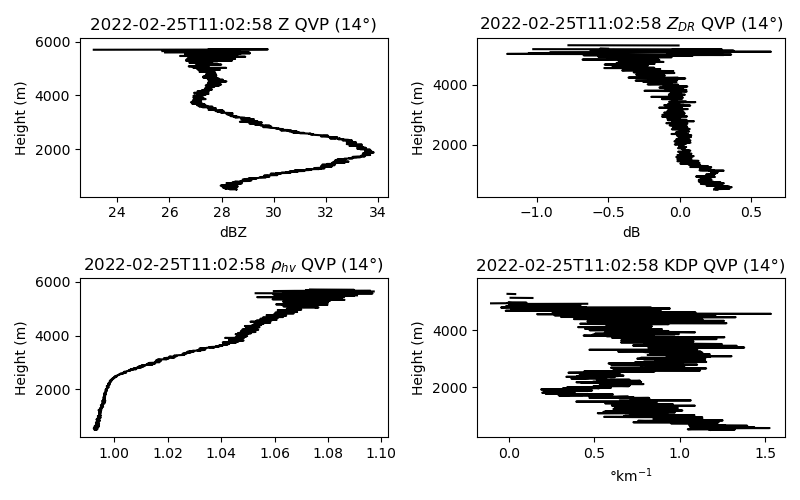 2022-02-25T11:02:58 Z QVP (14°)
6000
4000
2000
Height (m)
24 26 28 30 32 34
dBZ
2022-02-25T11:02:58 Z_DR QVP (14°)
4000
2000
Height (m)
−1.0 −0.5 0.0 0.5
dB
2022-02-25T11:02:58 ρ_hv QVP (14°)
6000
4000
2000
Height (m)
1.00 1.02 1.04 1.06 1.08 1.10
2022-02-25T11:02:58 KDP QVP (14°)
4000
2000
Height (m)
0.0 0.5 1.0 1.5
°km⁻¹